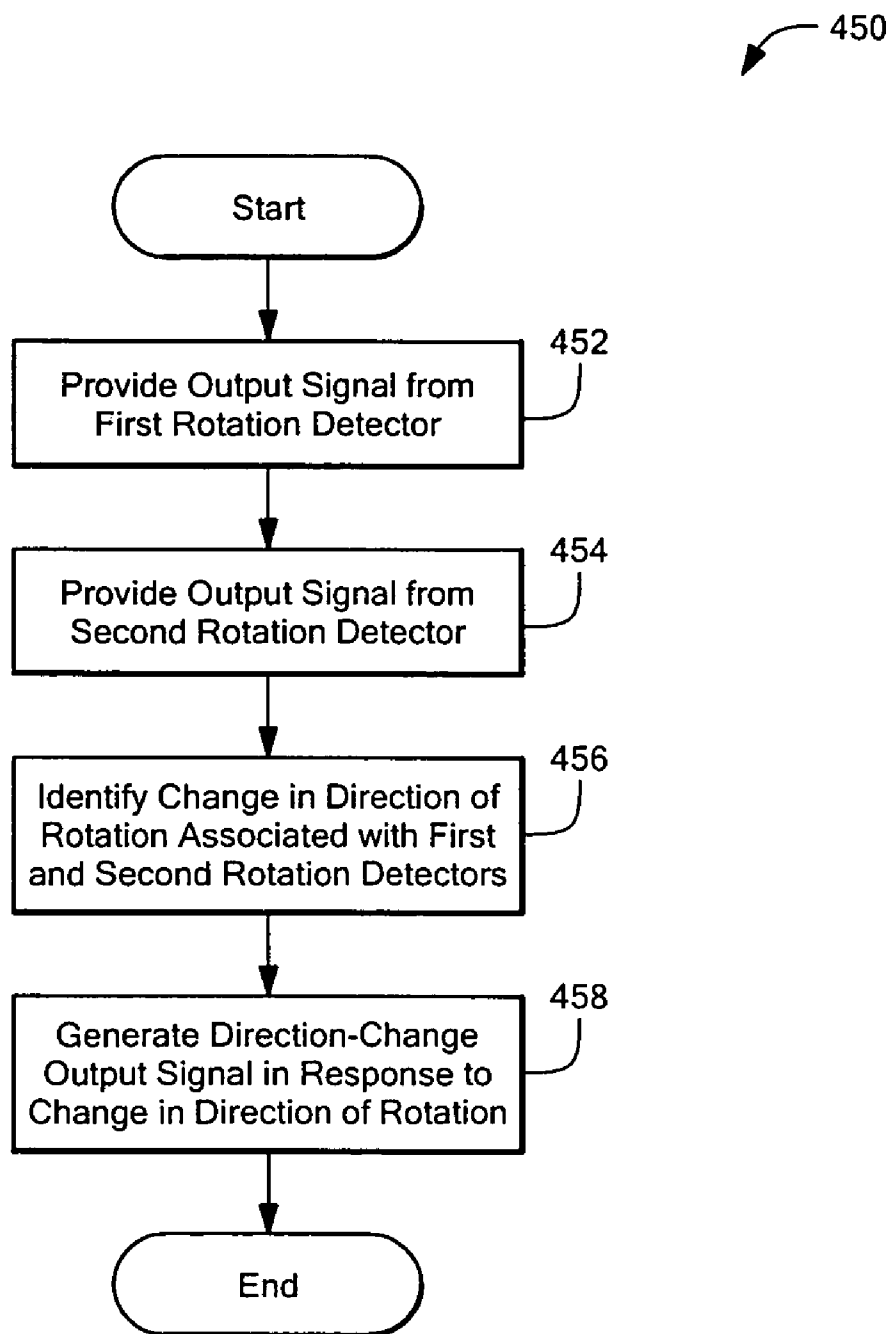 450
Start
452
Provide Output Signal from
First Rotation Detector
454
Provide Output Signal from
Second Rotation Detector
456
Identify Change in Direction of
Rotation Associated with First
and Second Rotation Detectors
458
Generate Direction-Change
Output Signal in Response to
Change in Direction of Rotation
End